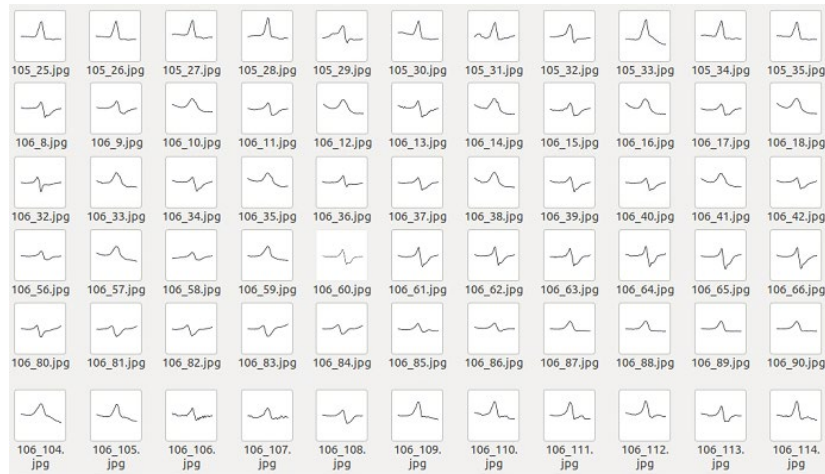 105_25.jpg 105_26.jpg 105_27.jpg 105_28.jpg 105_29.jpg 105_30.jpg 105_31.jpg 105_32.jpg 105_33.jpg 105_34.jpg 105_35.jpg
106_8.jpg 106_9.jpg 106_10.jpg 106_11.jpg 106_12.jpg 106_13.jpg 106_14.jpg 106_15.jpg 106_16.jpg 106_17.jpg 106_18.jpg
106_32.jpg 106_33.jpg 106_34.jpg 106_35.jpg 106_36.jpg 106_37.jpg 106_38.jpg 106_39.jpg 106_40.jpg 106_41.jpg 106_42.jpg
106_56.jpg 106_57.jpg 106_58.jpg 106_59.jpg 106_60.jpg 106_61.jpg 106_62.jpg 106_63.jpg 106_64.jpg 106_65.jpg 106_66.jpg
106_80.jpg 106_81.jpg 106_82.jpg 106_83.jpg 106_84.jpg 106_85.jpg 106_86.jpg 106_87.jpg 106_88.jpg 106_89.jpg 106_90.jpg
106_104. 106_105. 106_106. 106_107. 106_108. 106_109. 106_110. 106_111. 106_112. 106_113. 106_114.
jpg jpg jpg jpg jpg jpg jpg jpg jpg jpg jpg